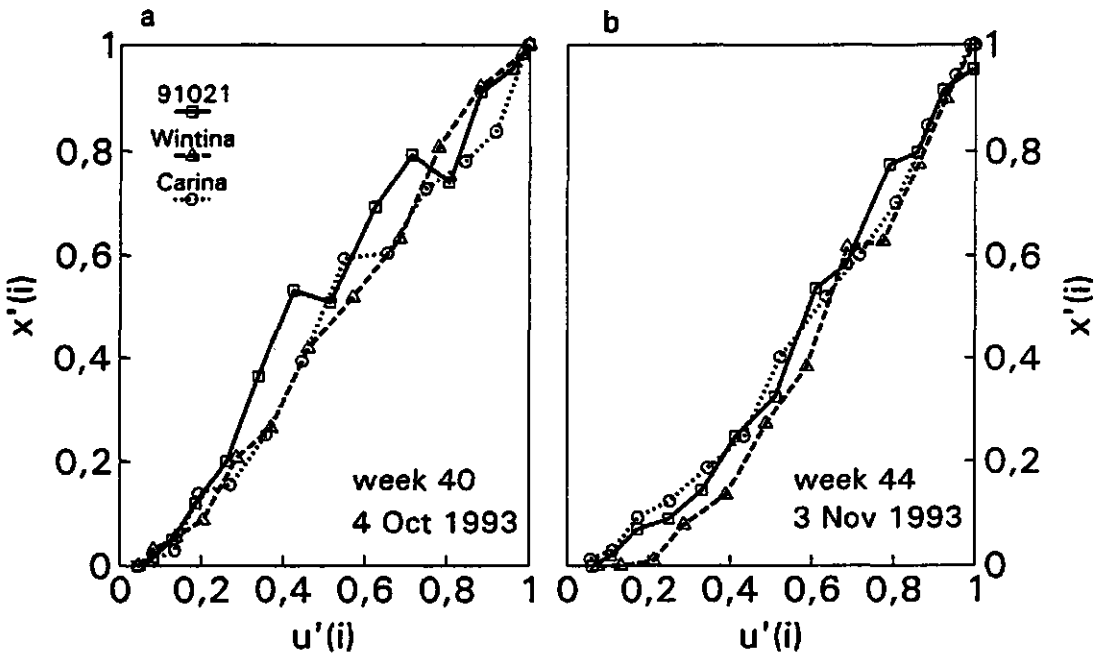 a
1
0,8
0,6
0,4
0,2
0
x'(i)
91021
Wintina
Carina
week 40
4 Oct 1993
0 0,2 0,4 0,6 0,8 1
u'(i)
b
week 44
3 Nov 1993
0 0,2 0,4 0,6 0,8 1
u'(i)
1
0,8
0,6
0,4
0,2
0
x'(i)